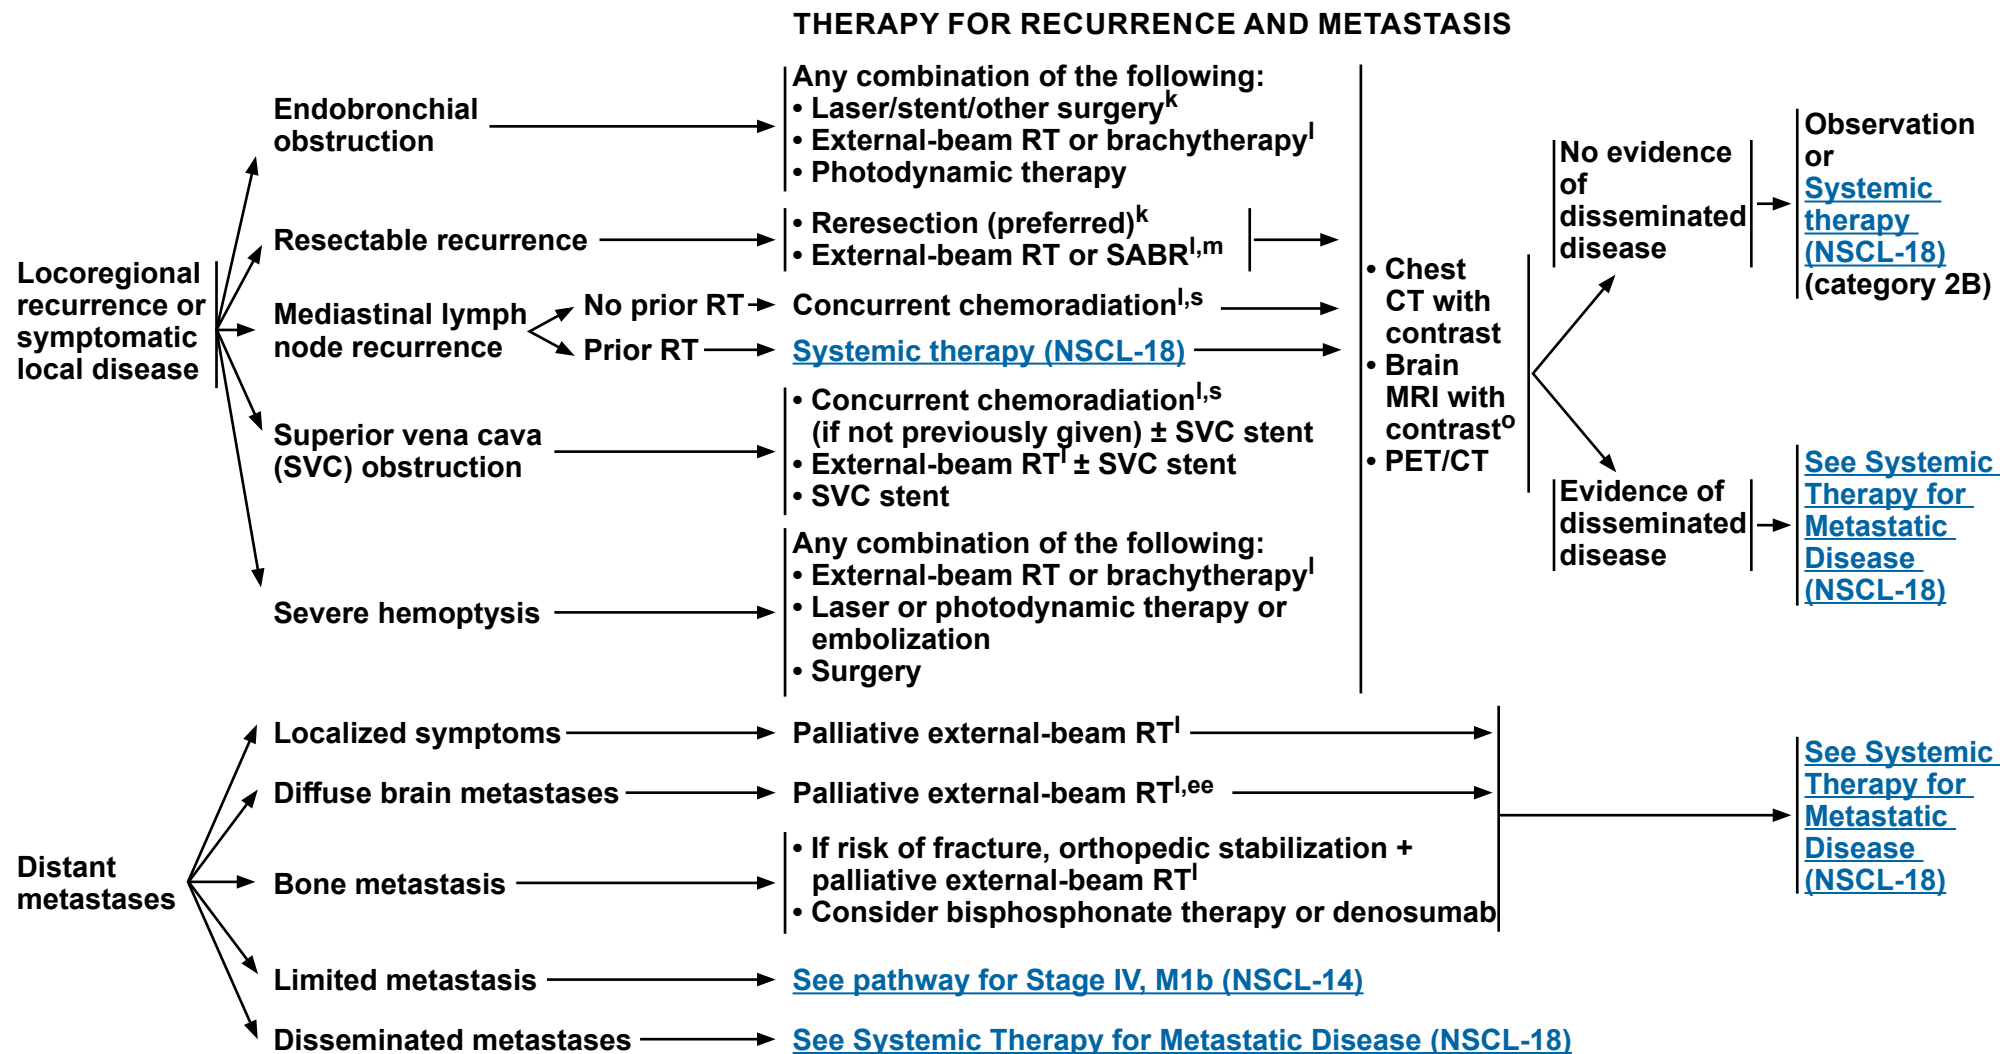 THERAPY FOR RECURRENCE AND METASTASIS
Locoregional
recurrence or
symptomatic
local disease
Endobronchial
obstruction
Any combination of the following:
• Laser/stent/other surgeryk
• External-beam RT or brachytherapyl
• Photodynamic therapy
Resectable recurrence
• Reresection (preferred)k
• External-beam RT or SABRl,m
Mediastinal lymph
node recurrence
No prior RT
Concurrent chemoradiationl,s
Prior RT
Systemic therapy (NSCL-18)
Superior vena cava
(SVC) obstruction
• Concurrent chemoradiationl,s
(if not previously given) ± SVC stent
• External-beam RTl ± SVC stent
• SVC stent
Severe hemoptysis
Any combination of the following:
• External-beam RT or brachytherapyl
• Laser or photodynamic therapy or
embolization
• Surgery
• Chest
CT with
contrast
• Brain
MRI with
contrasto
• PET/CT
No evidence
of
disseminated
disease
Observation
or
Systemic
therapy
(NSCL-18)
(category 2B)
Evidence of
disseminated
disease
See Systemic
Therapy for
Metastatic
Disease
(NSCL-18)
Distant
metastases
Localized symptoms
Palliative external-beam RTl
Diffuse brain metastases
Palliative external-beam RTl,ee
Bone metastasis
• If risk of fracture, orthopedic stabilization +
palliative external-beam RTl
• Consider bisphosphonate therapy or denosumab
See Systemic
Therapy for
Metastatic
Disease
(NSCL-18)
Limited metastasis
See pathway for Stage IV, M1b (NSCL-14)
Disseminated metastases
See Systemic Therapy for Metastatic Disease (NSCL-18)